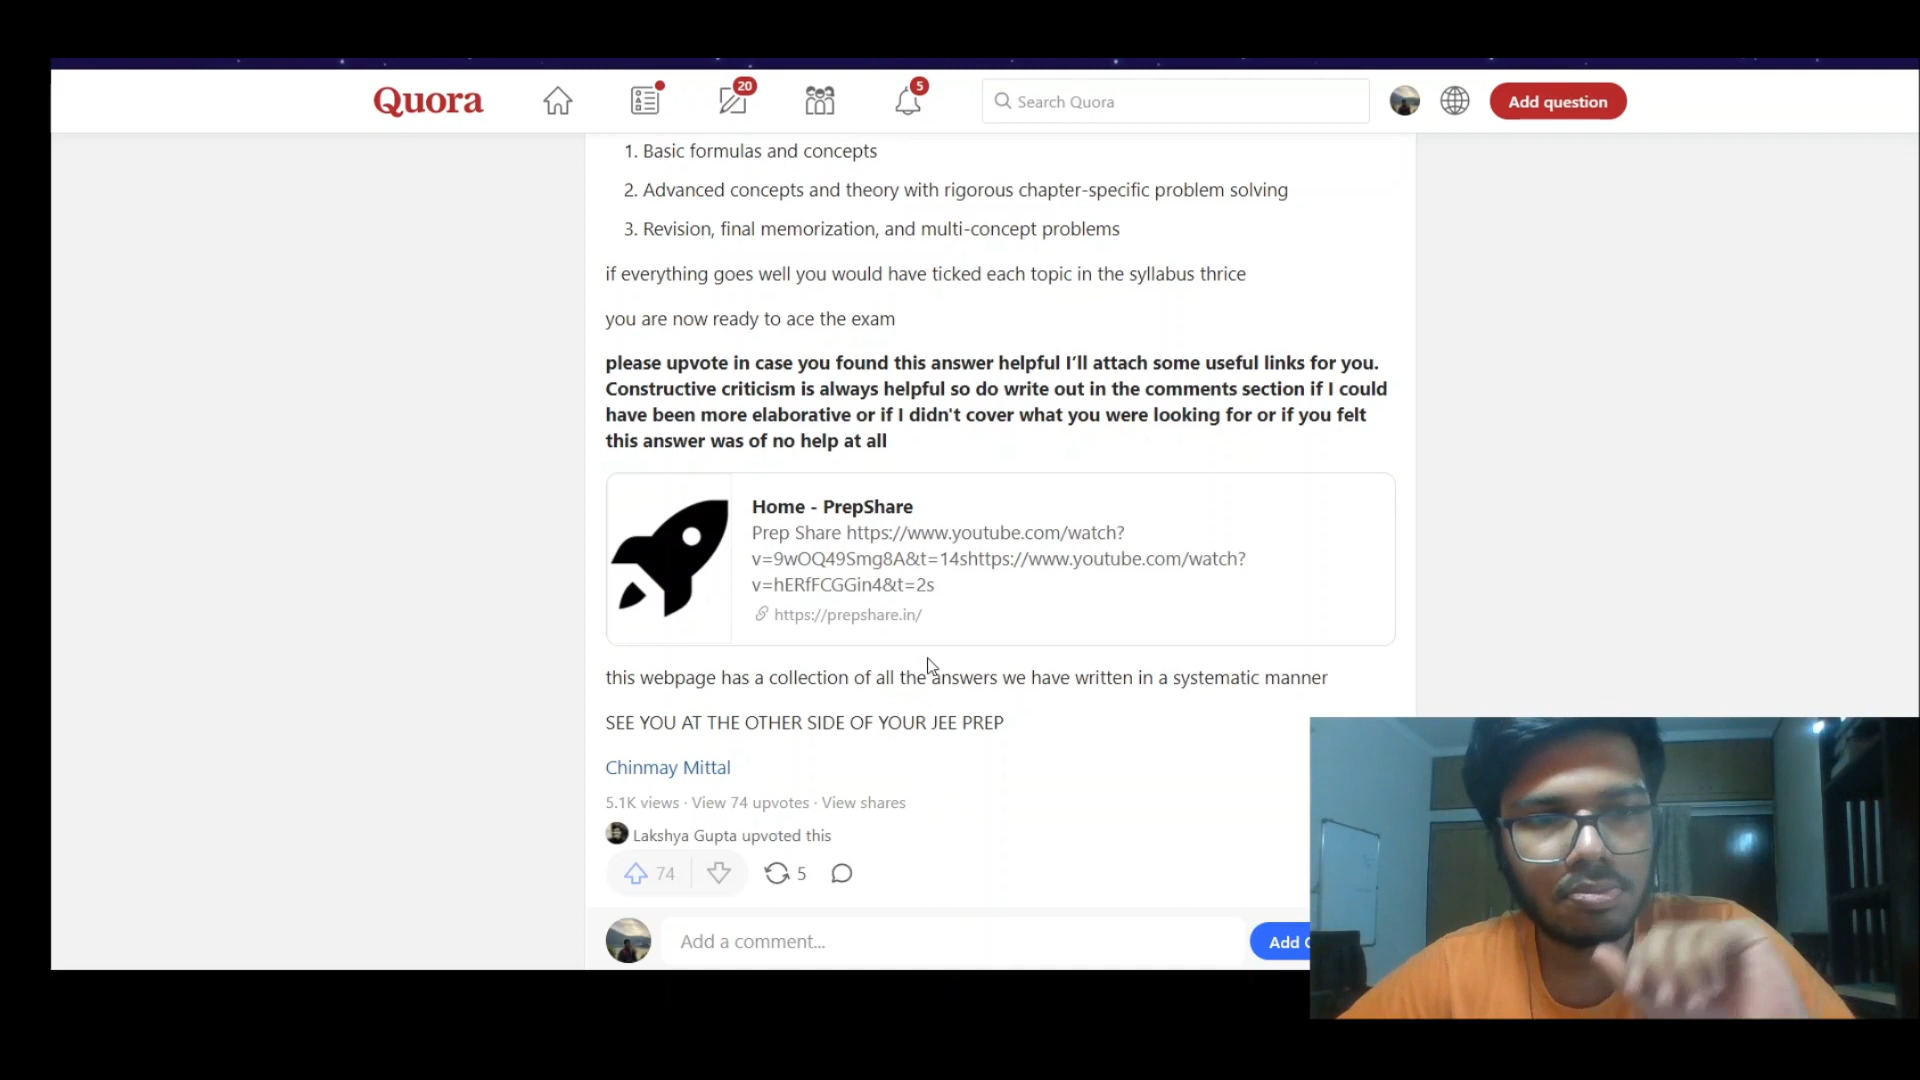 Quora
20
5
Search Quora
Add question
1. Basic formulas and concepts
2. Advanced concepts and theory with rigorous chapter-specific problem solving
3. Revision, final memorization, and multi-concept problems
if everything goes well you would have ticked each topic in the syllabus thrice
you are now ready to ace the exam
please upvote in case you found this answer helpful I’ll attach some useful links for you.
Constructive criticism is always helpful so do write out in the comments section if I could
have been more elaborative or if I didn't cover what you were looking for or if you felt
this answer was of no help at all
Home - PrepShare
Prep Share https://www.youtube.com/watch?
v=9wOQ49Smg8A&t=14shttps://www.youtube.com/watch?
v=hERfFCGGin4&t=2s
https://prepshare.in/
this webpage has a collection of all the answers we have written in a systematic manner
SEE YOU AT THE OTHER SIDE OF YOUR JEE PREP
Chinmay Mittal
5.1K views · View 74 upvotes · View shares
Lakshya Gupta upvoted this
74
5
Add a comment...
Add